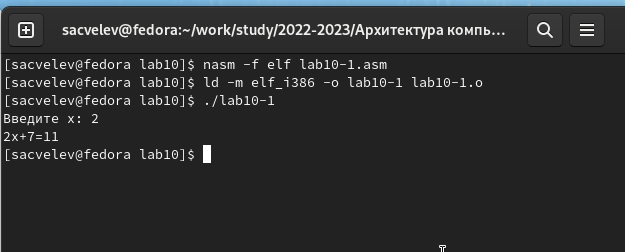 sacvelev@fedora:~/work/study/2022-2023/Архитектура компь...
[sacvelev@fedora lab10]$ nasm -f elf lab10-1.asm
[sacvelev@fedora lab10]$ ld -m elf_i386 -o lab10-1 lab10-1.o
[sacvelev@fedora lab10]$ ./lab10-1
Введите x: 2
2x+7=11
[sacvelev@fedora lab10]$